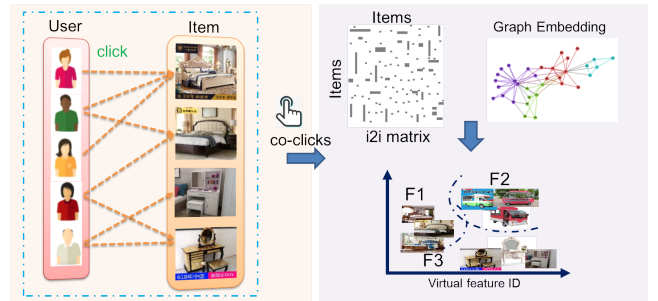 User
Item
click
co-clicks
Items
Items
i2i matrix
Graph Embedding
F1
F2
F3
Virtual feature ID